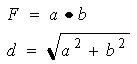 F = a • b
d = √(a² + b²)